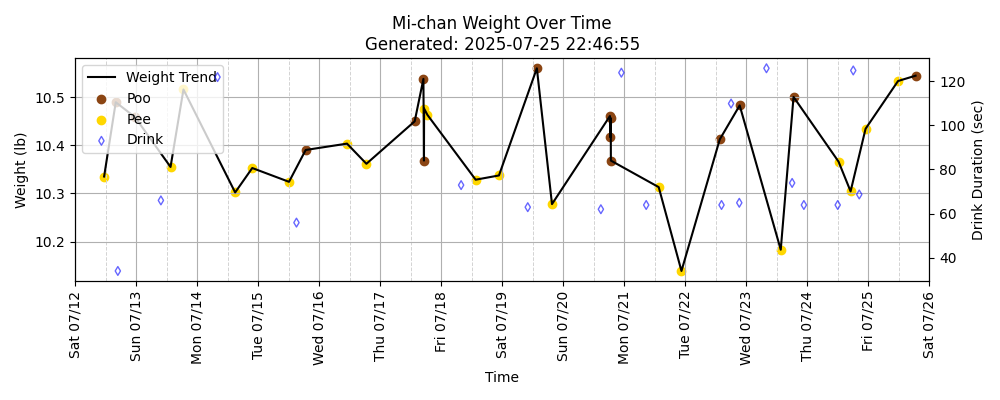 Mi-chan Weight Over Time
Generated: 2025-07-25 22:46:55
Weight Trend
Poo
Pee
Drink
Weight (lb)
10.5
10.4
10.3
10.2
120
100
80
60
40
Drink Duration (sec)
Sat 07/12
Sun 07/13
Mon 07/14
Tue 07/15
Wed 07/16
Thu 07/17
Fri 07/18
Sat 07/19
Sun 07/20
Mon 07/21
Tue 07/22
Wed 07/23
Thu 07/24
Fri 07/25
Sat 07/26
Time